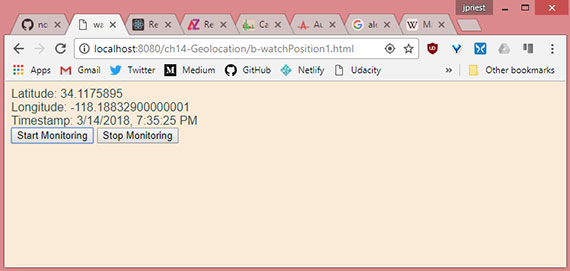 jpriest
nc
wa
Re
Re
Ca
Au
ale
M
localhost:8080/ch14-Geolocation/b-watchPosition1.html
Apps Gmail Twitter Medium GitHub Netlify Udacity » Other bookmarks
Latitude: 34.1175895
Longitude: -118.18832900000001
Timestamp: 3/14/2018, 7:35:25 PM
Start Monitoring Stop Monitoring